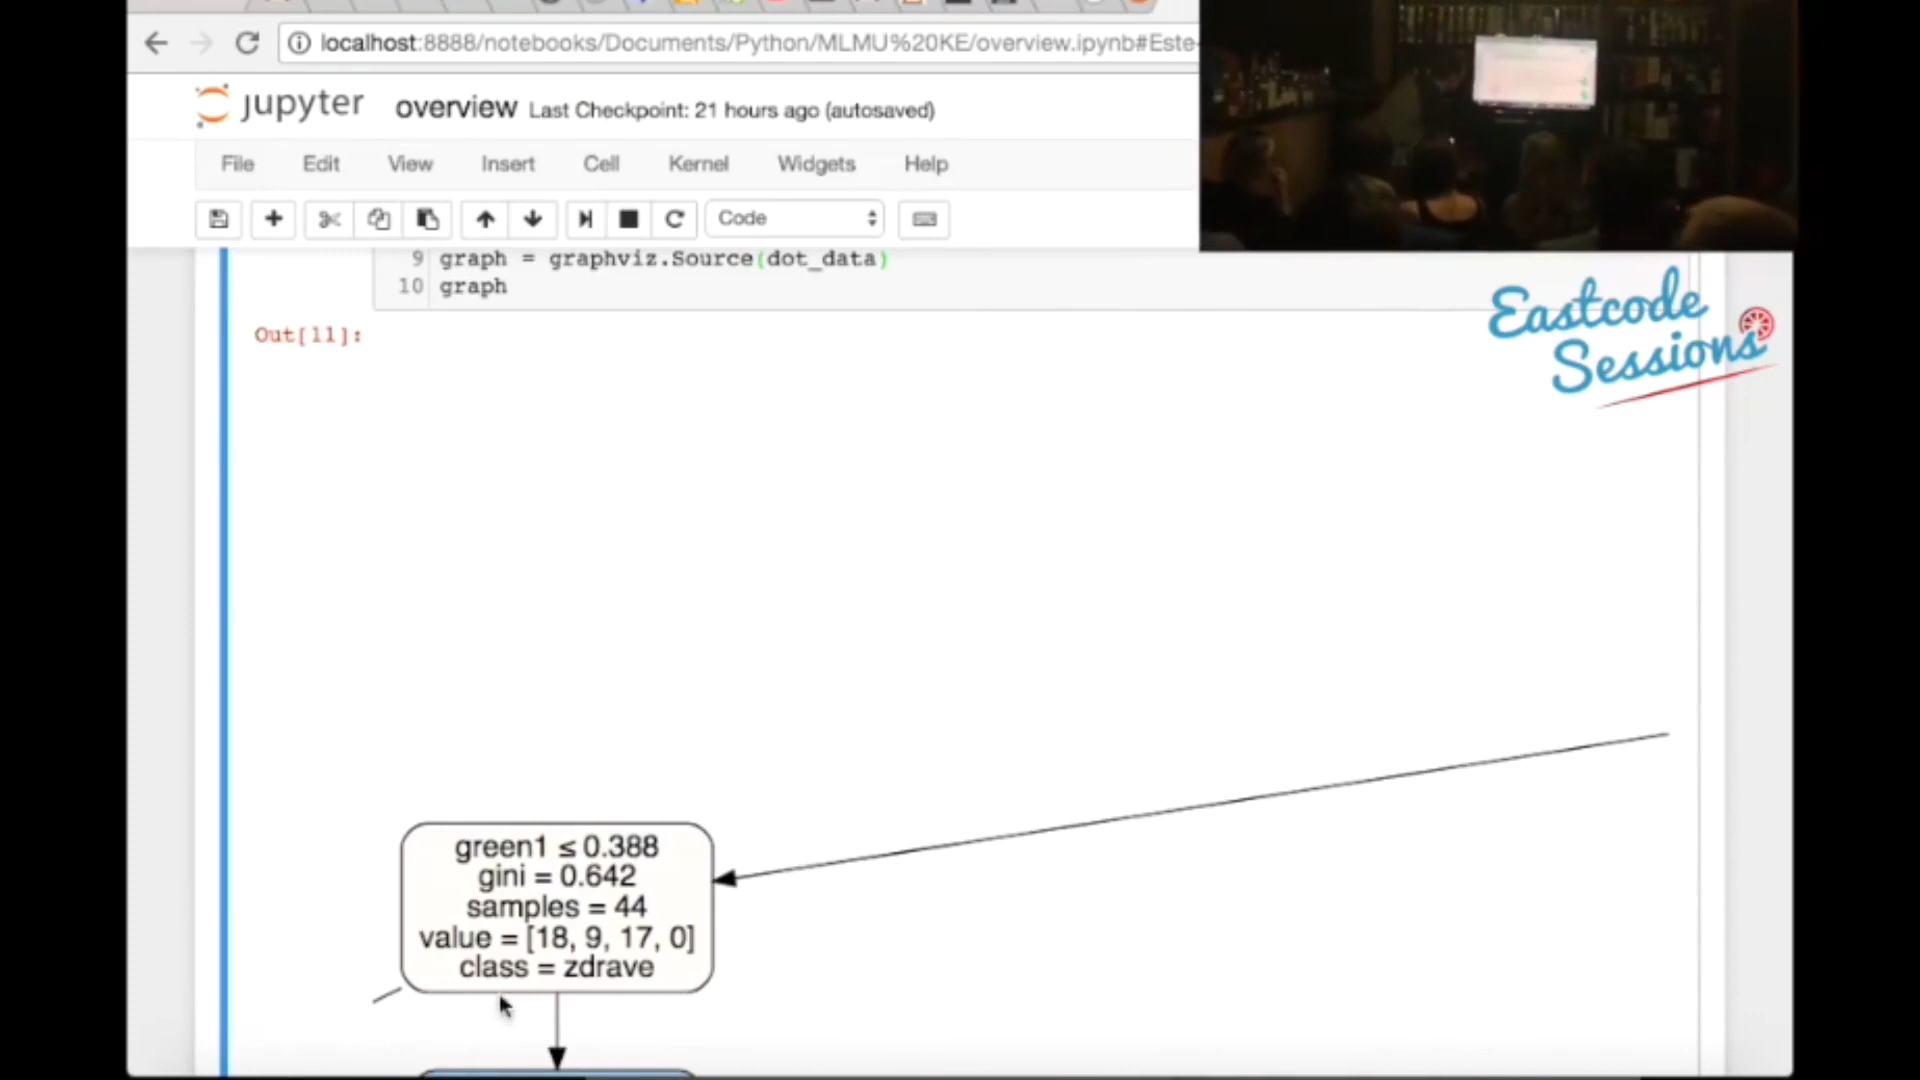 localhost:8888/notebooks/Documents/Python/MLMU%20KE/overview.ipynb#Este-
jupyter overview Last Checkpoint: 21 hours ago (autosaved)
File Edit View Insert Cell Kernel Widgets Help
Code
9 graph = graphviz.Source(dot_data)
10 graph
Out[11]:
Eastcode
Sessions
green1 ≤ 0.388
gini = 0.642
samples = 44
value = [18, 9, 17, 0]
class = zdrave